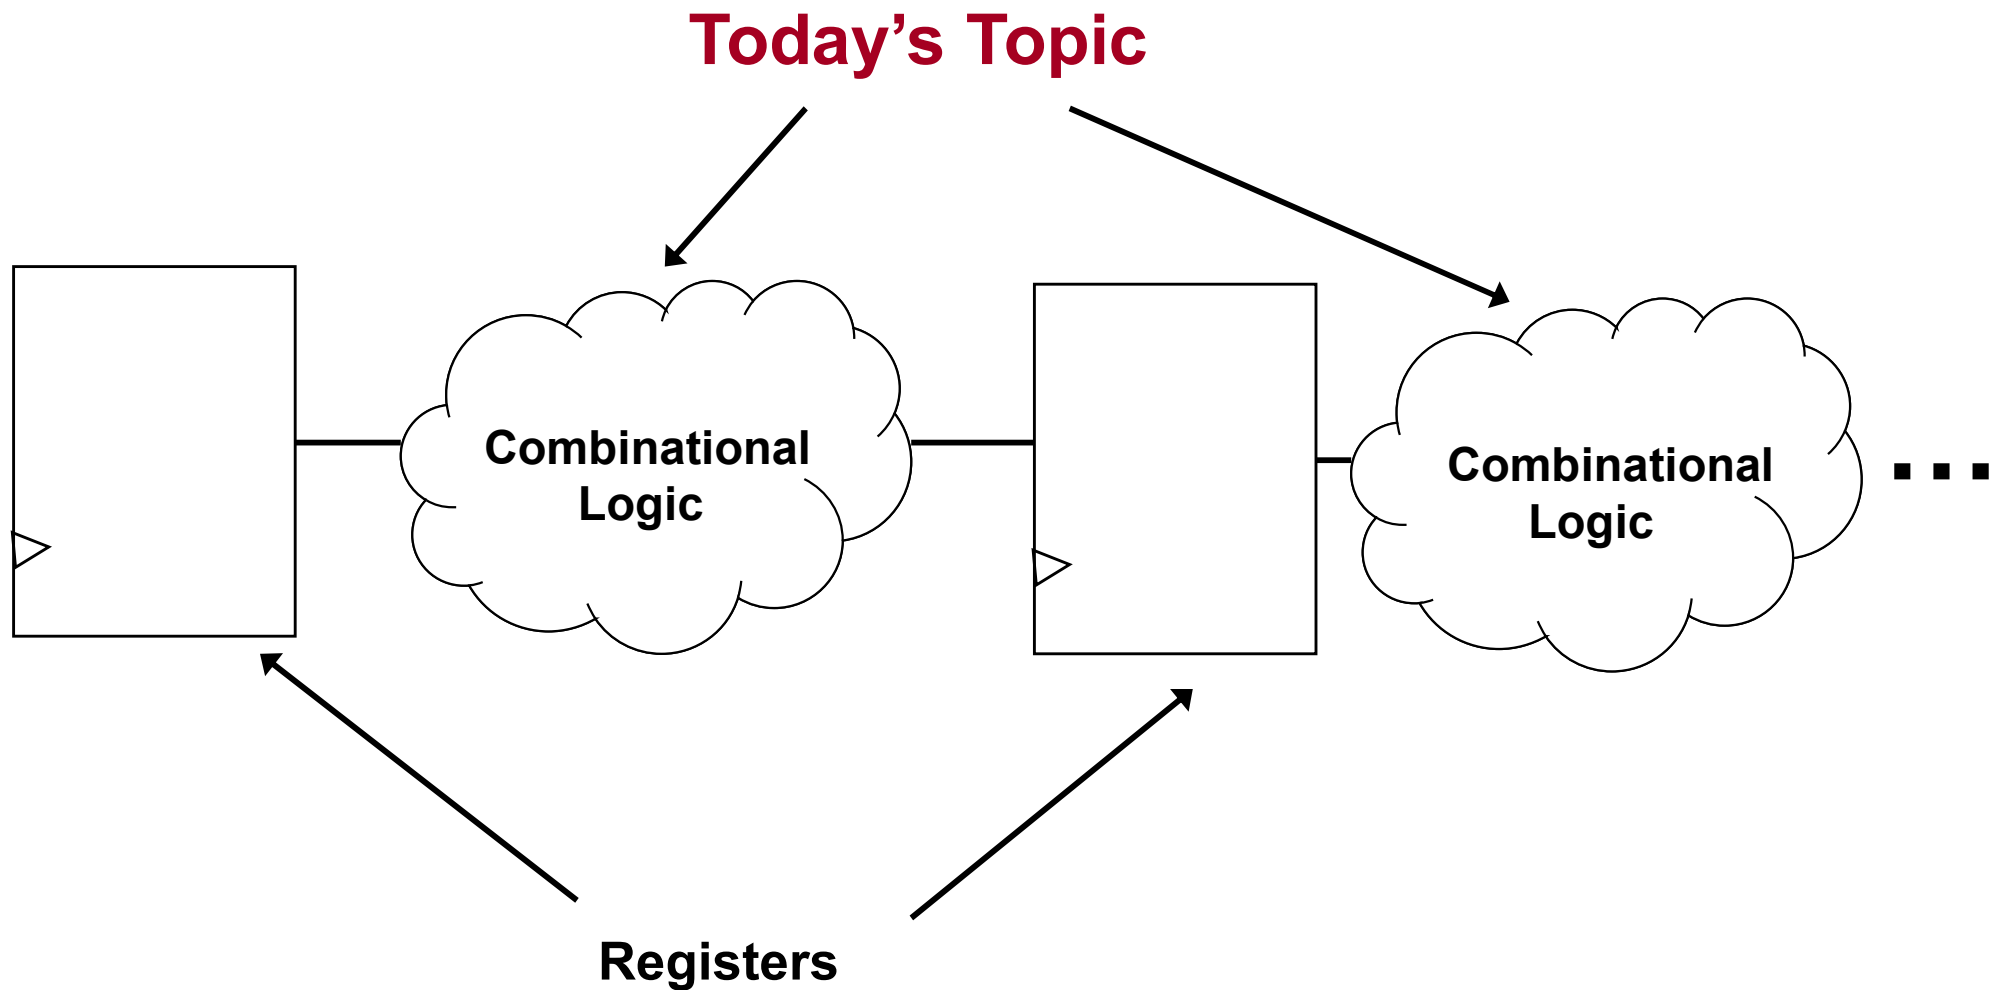 Today’s Topic
Combinational
Logic
Combinational
Logic
...
Registers